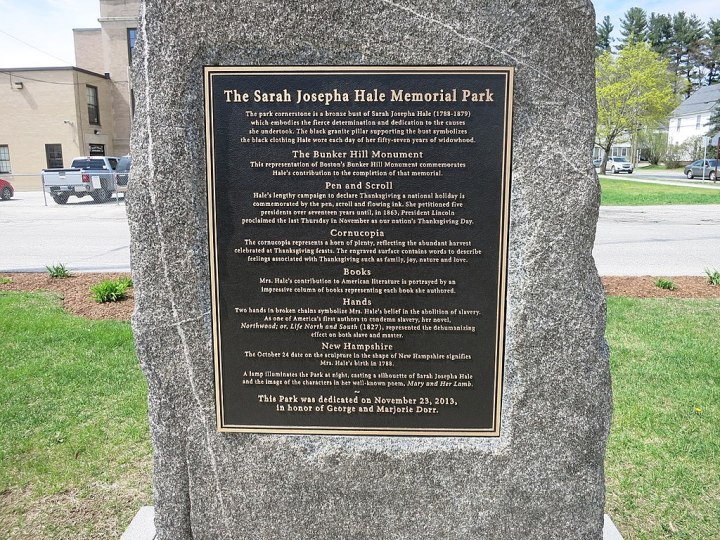 The Sarah Josepha Hale Memorial Park
The park cornerstone is a bronze bust of Sarah Josepha Hale (1788-1879)
which embodies the fierce determination and dedication to the causes
she undertook. The black granite pillar supporting the bust symbolizes
the black clothing Hale wore each day of her fifty-seven years of widowhood.
The Bunker Hill Monument
This representation of Boston's Bunker Hill Monument commemorates
Hale's contribution to the completion of that memorial.
Pen and Scroll
Hale's lengthy campaign to declare Thanksgiving a national holiday is
commemorated by the pen, scroll and flowing ink. She petitioned five
presidents over seventeen years until, in 1863, President Lincoln
proclaimed the last Thursday in November as our nation's Thanksgiving Day.
Cornucopia
The cornucopia represents a horn of plenty, reflecting the abundant harvest
celebrated at Thanksgiving feasts. The engraved surface contains words to describe
feelings associated with Thanksgiving such as family, joy, nature and love.
Books
Mrs. Hale's contribution to American literature is portrayed by an
impressive column of books representing each book she authored.
Hands
Two hands in broken chains symbolize Mrs. Hale's belief in the abolition of slavery.
As one of America's first authors to condemn slavery, her novel,
Northwood; or, Life North and South (1827), represented the dehumanizing
effect on both slave and master.
New Hampshire
The October 24 date on the sculpture in the shape of New Hampshire signifies
Mrs. Hale's birth in 1788.
A lamp illuminates the Park at night, casting a silhouette of Sarah Josepha Hale
and the image of the characters in her well-known poem, Mary and Her Lamb.
~
This Park was dedicated on November 23, 2013,
in honor of George and Marjorie Dorr.